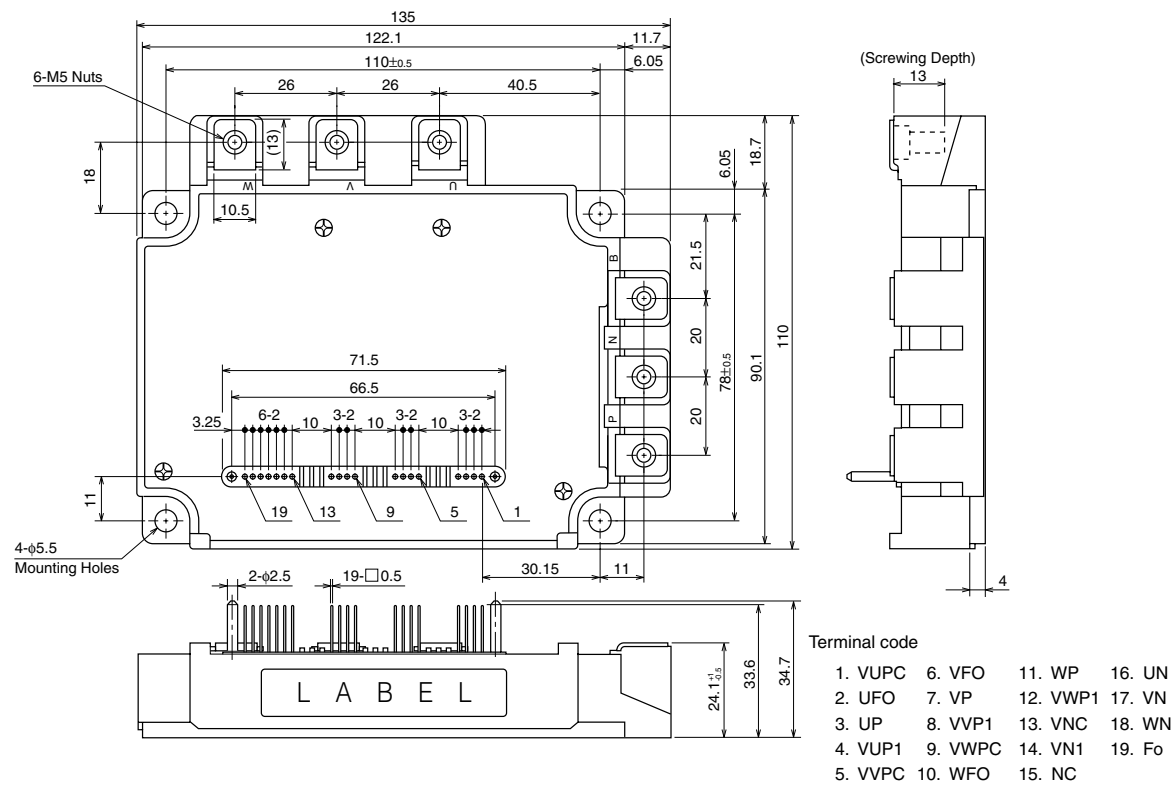 135
122.1
11.7
110±0.5
6.05
26
26
40.5
6-M5 Nuts
(13)
18
10.5
W
V
U
6.05
18.7
21.5
20
20
78±0.5
90.1
110
B
N
P
71.5
66.5
3.25
6-2
10
3-2
10
3-2
10
3-2
11
19
13
9
5
1
4-ϕ5.5
Mounting Holes
30.15
11
(Screwing Depth)
13
4
2-ϕ2.5
19-□0.5
LABEL
24.1 +1 -0.5
33.6
34.7
Terminal code
1. VUPC 6. VFO 11. WP 16. UN
2. UFO 7. VP 12. VWP1 17. VN
3. UP 8. VVP1 13. VNC 18. WN
4. VUP1 9. VWPC 14. VN1 19. Fo
5. VVPC 10. WFO 15. NC